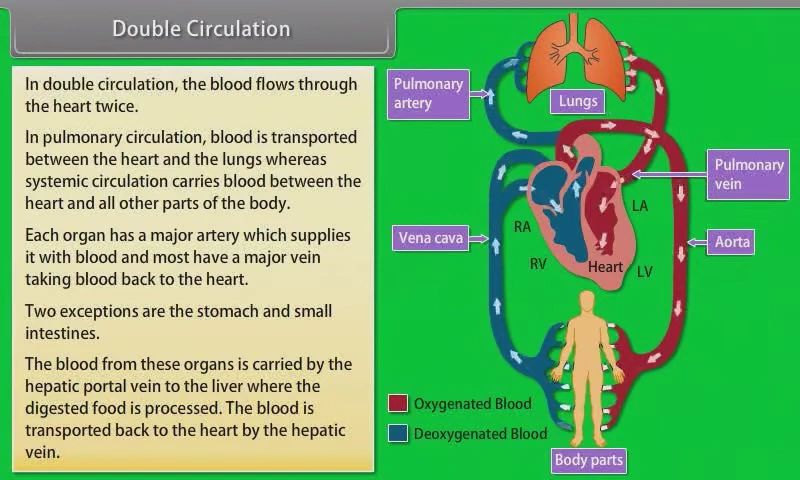 Double Circulation
In double circulation, the blood flows through
the heart twice.
In pulmonary circulation, blood is transported
between the heart and the lungs whereas
systemic circulation carries blood between the
heart and all other parts of the body.
Each organ has a major artery which supplies
it with blood and most have a major vein
taking blood back to the heart.
Two exceptions are the stomach and small
intestines.
The blood from these organs is carried by the
hepatic portal vein to the liver where the
digested food is processed. The blood is
transported back to the heart by the hepatic
vein.
Pulmonary
artery
Lungs
Pulmonary
vein
LA
RA
Vena cava
Aorta
RV
Heart
LV
Oxygenated Blood
Deoxygenated Blood
Body parts